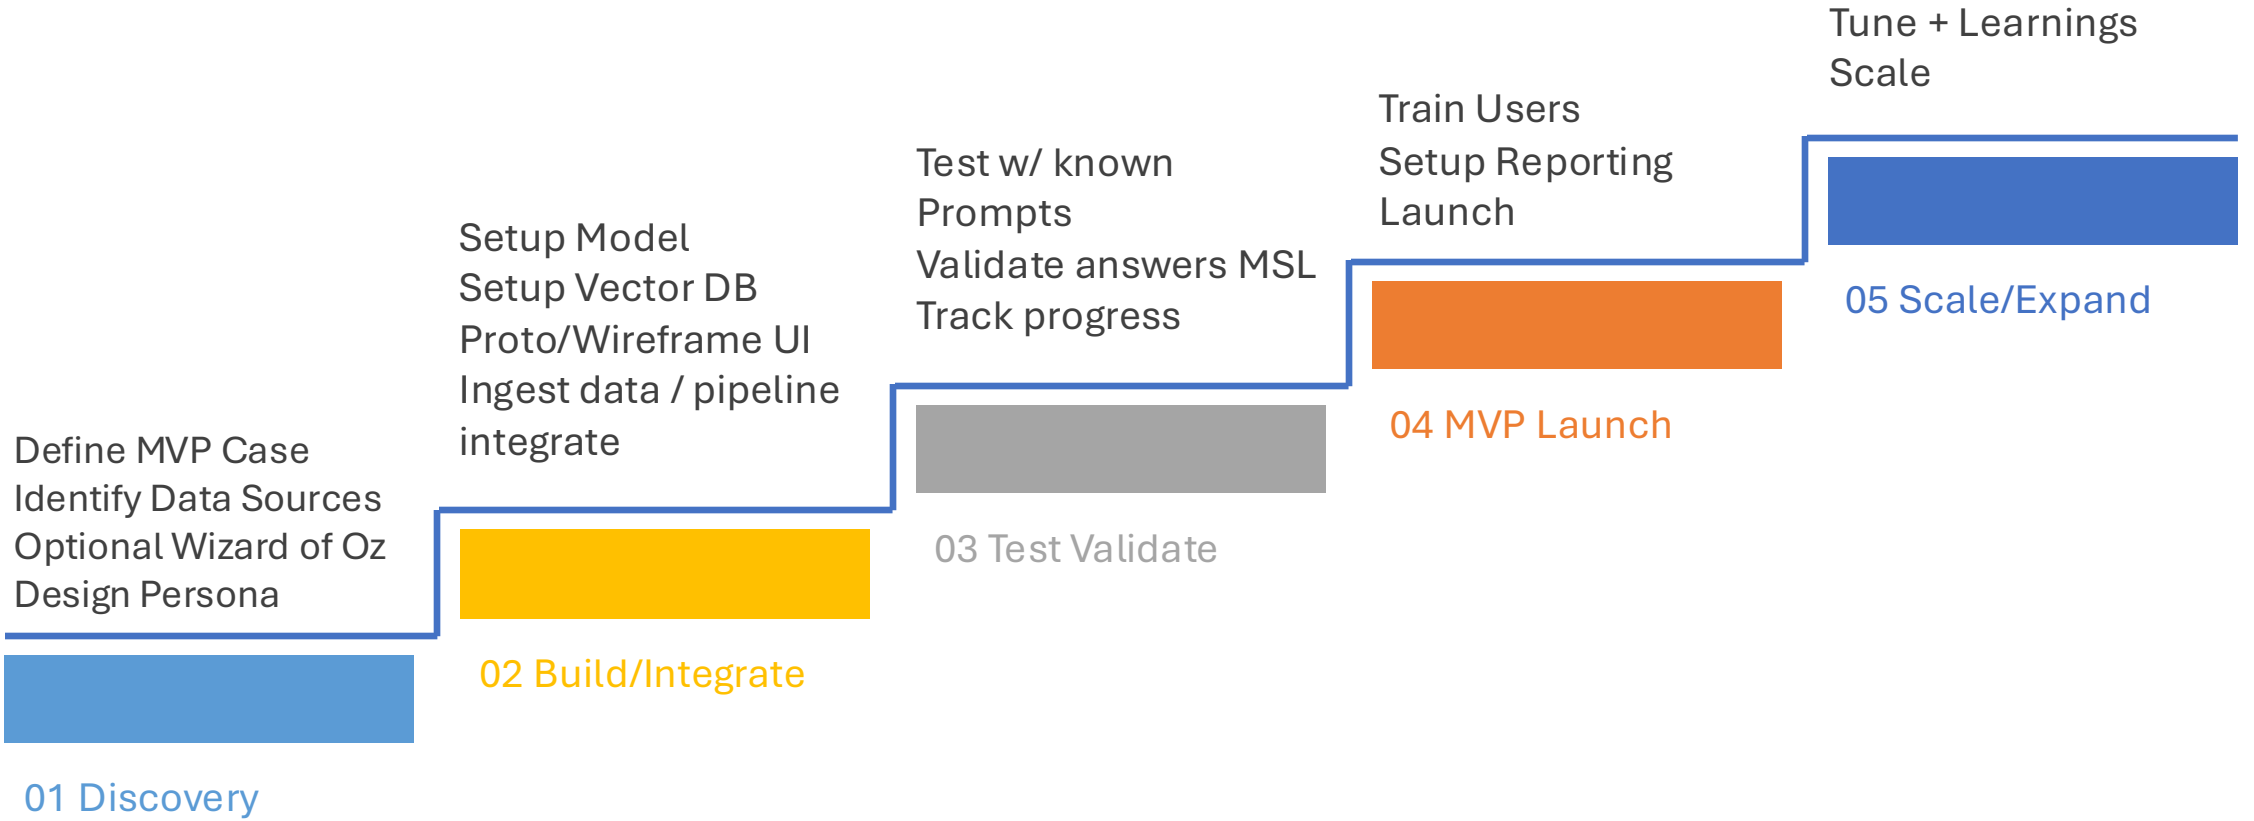 Define MVP Case
Identify Data Sources
Optional Wizard of Oz
Design Persona
01 Discovery
Setup Model
Setup Vector DB
Proto/Wireframe UI
Ingest data / pipeline
integrate
02 Build/Integrate
Test w/ known
Prompts
Validate answers MSL
Track progress
03 Test Validate
Train Users
Setup Reporting
Launch
04 MVP Launch
Tune + Learnings
Scale
05 Scale/Expand